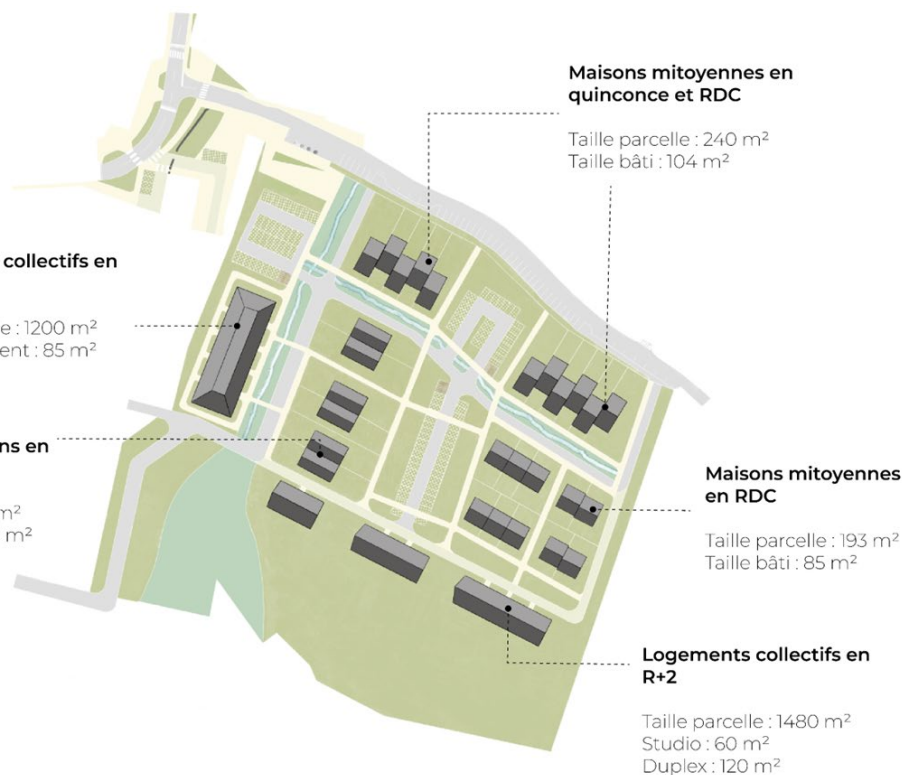 Maisons mitoyennes en
quinconce et RDC
Taille parcelle : 240 m²
Taille bâti : 104 m²
collectifs en
e : 1200 m²
ent : 85 m²
ns en
m²
m²
Maisons mitoyennes
en RDC
Taille parcelle : 193 m²
Taille bâti : 85 m²
Logements collectifs en
R+2
Taille parcelle : 1480 m²
Studio : 60 m²
Duplex : 120 m²